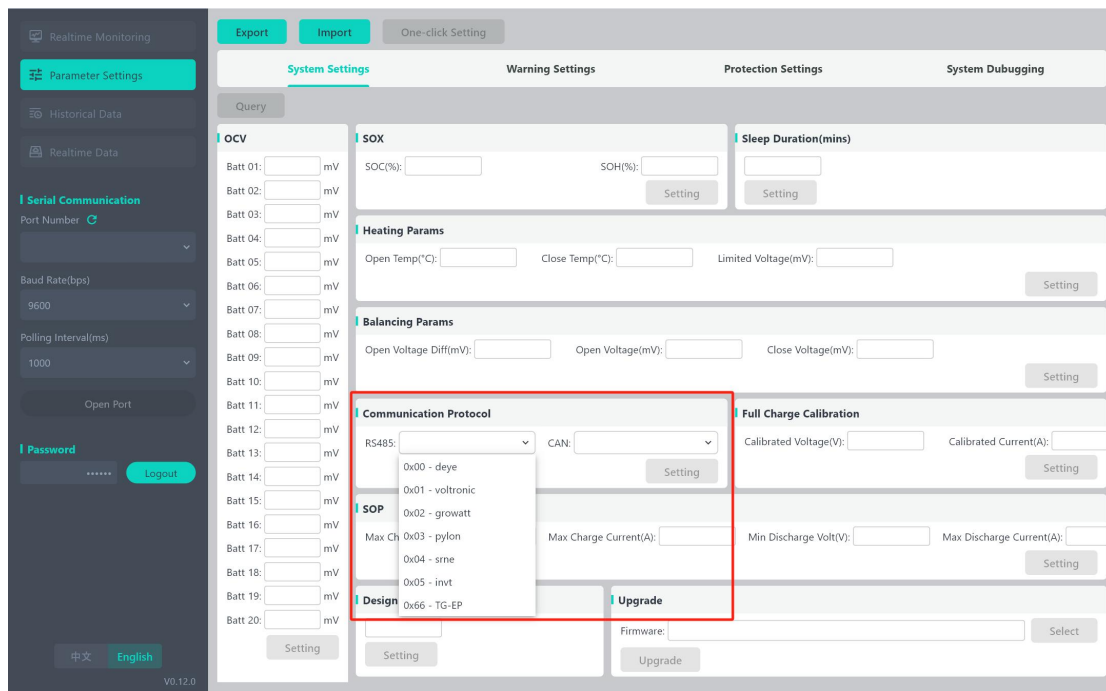 Realtime Monitoring
Parameter Settings
Historical Data
Realtime Data
Serial Communication
Port Number
Baud Rate(bps)
9600
Polling Interval(ms)
1000
Open Port
Password
······ Logout
中文 English
V0.12.0
Export Import One-click Setting
System Settings Warning Settings Protection Settings System Dubugging
Query
OCV
Batt 01: mV
Batt 02: mV
Batt 03: mV
Batt 04: mV
Batt 05: mV
Batt 06: mV
Batt 07: mV
Batt 08: mV
Batt 09: mV
Batt 10: mV
Batt 11: mV
Batt 12: mV
Batt 13: mV
Batt 14: mV
Batt 15: mV
Batt 16: mV
Batt 17: mV
Batt 18: mV
Batt 19: mV
Batt 20: mV
Setting
SOX
SOC(%): SOH(%):
Setting
Sleep Duration(mins)
Setting
Heating Params
Open Temp(°C): Close Temp(°C): Limited Voltage(mV):
Setting
Balancing Params
Open Voltage Diff(mV): Open Voltage(mV): Close Voltage(mV):
Setting
Communication Protocol
RS485: CAN:
0x00 - deye
0x01 - voltronic
0x02 - growatt
0x03 - pylon
0x04 - srne
0x05 - invt
0x66 - TG-EP
Setting
Full Charge Calibration
Calibrated Voltage(V): Calibrated Current(A):
Setting
SOP
Max Ch Max Charge Current(A): Min Discharge Volt(V): Max Discharge Current(A):
Setting
Design
Setting
Upgrade
Firmware: Select
Upgrade